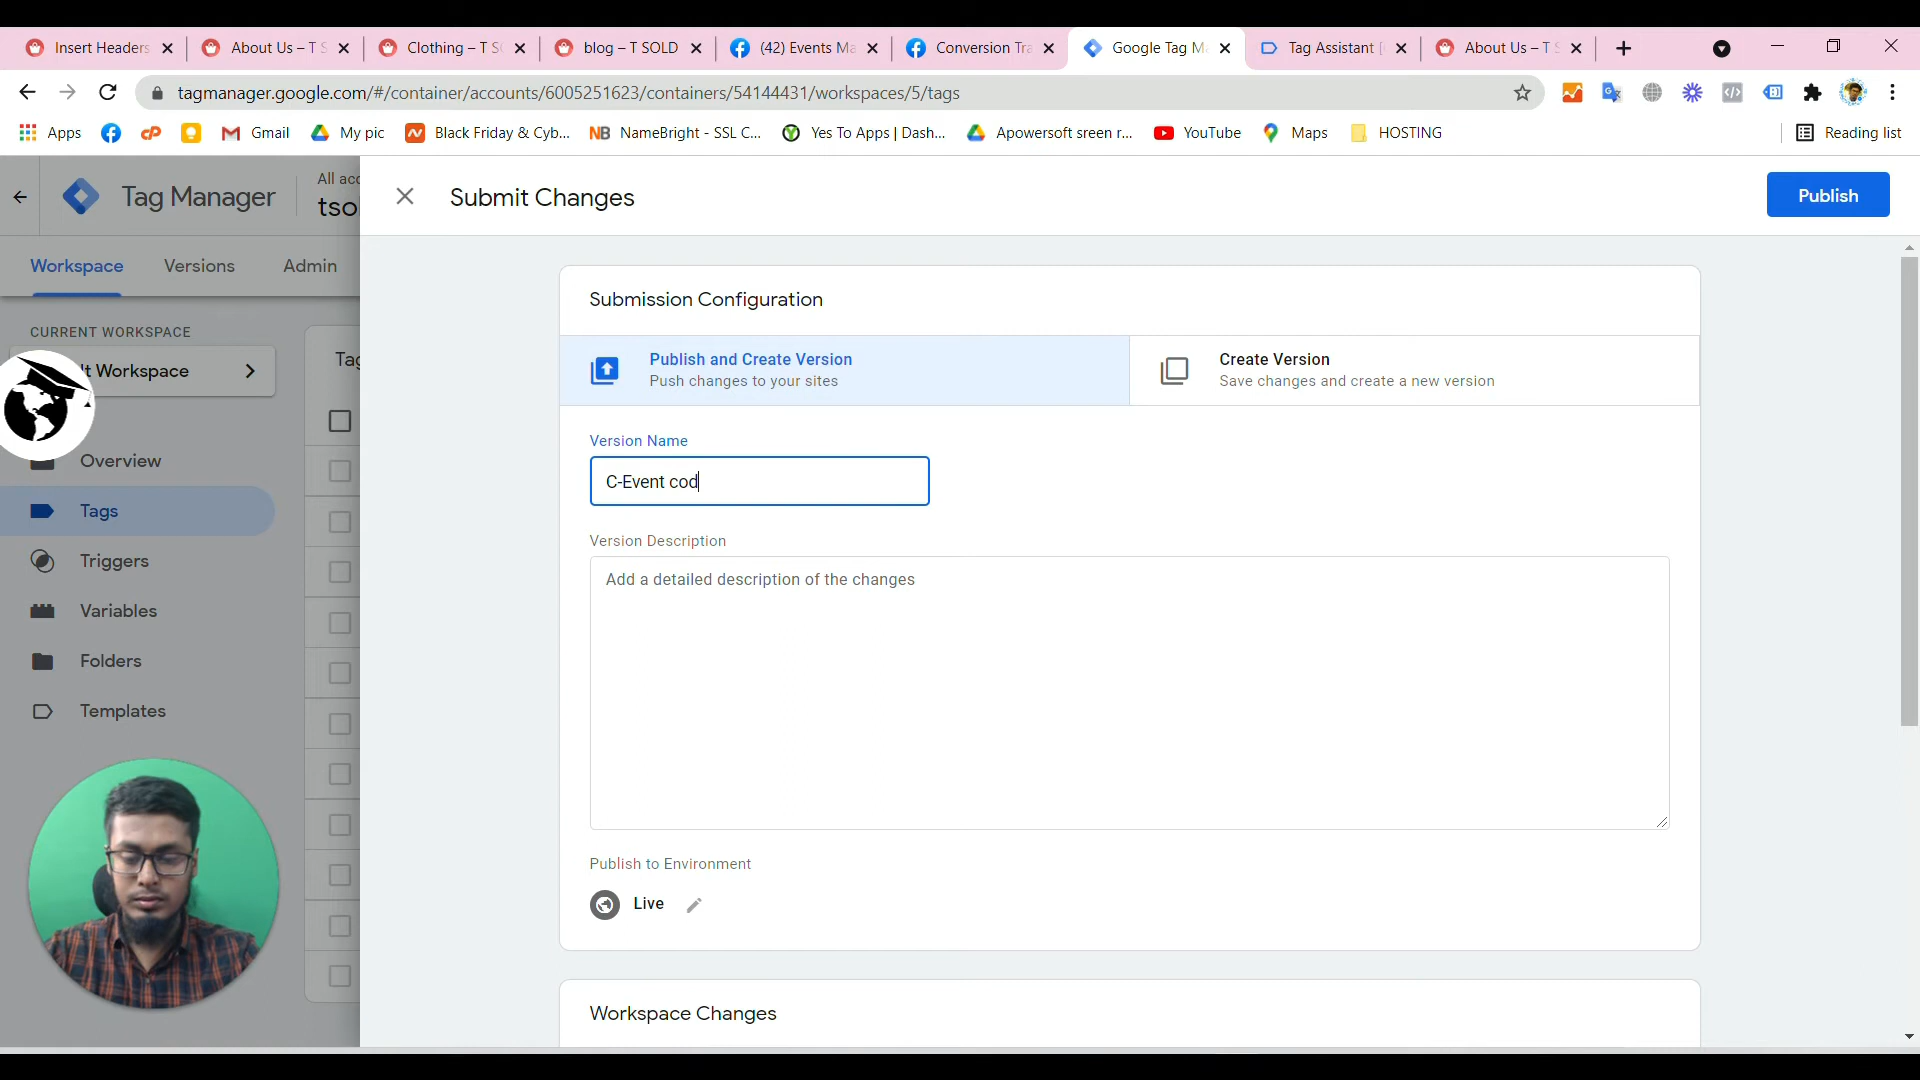 Insert Headers
About Us – T S
Clothing – T S
blog – T SOLD
(42) Events Ma
Conversion Tra
Google Tag M
Tag Assistant [
About Us – T S
tagmanager.google.com/#/container/accounts/6005251623/containers/54144431/workspaces/5/tags
Apps
Gmail
My pic
Black Friday & Cyb...
NameBright - SSL C...
Yes To Apps | Dash...
Apowersoft sreen r...
YouTube
Maps
HOSTING
Reading list
Tag Manager
All acc
tso
Submit Changes
Publish
Workspace
Versions
Admin
CURRENT WORKSPACE
lt Workspace
Tag
Overview
Tags
Triggers
Variables
Folders
Templates
Submission Configuration
Publish and Create Version
Push changes to your sites
Create Version
Save changes and create a new version
Version Name
C-Event cod
Version Description
Add a detailed description of the changes
Publish to Environment
Live
Workspace Changes